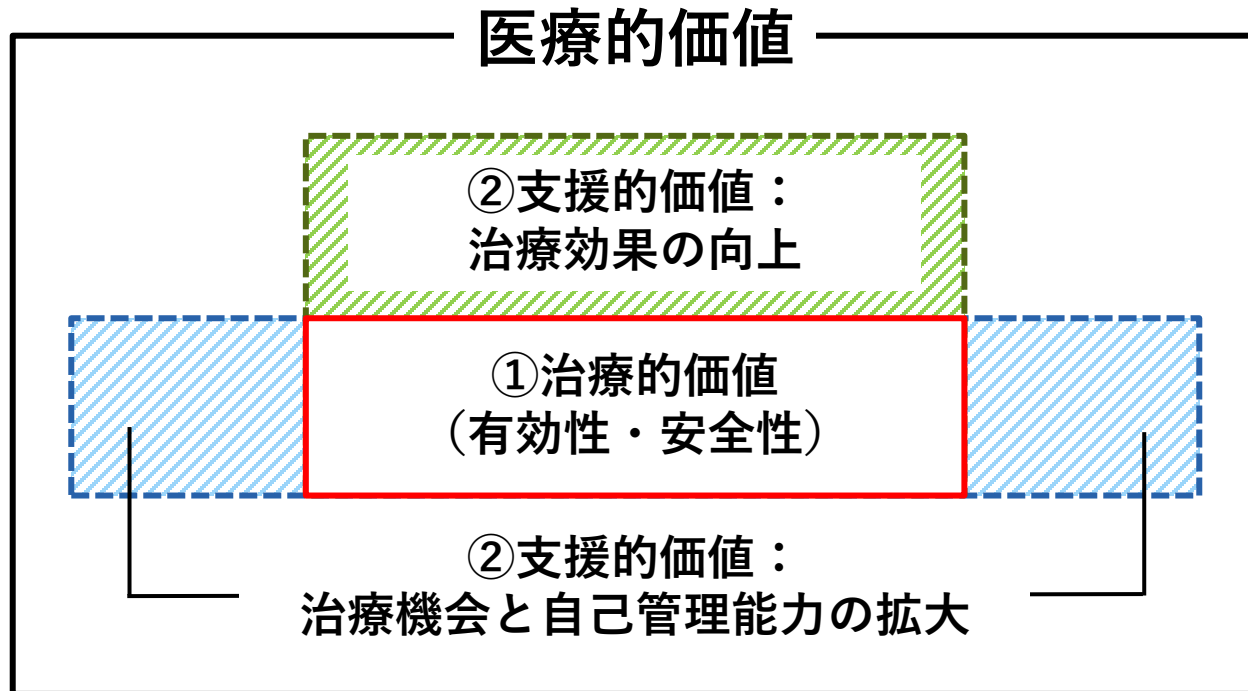 医療的価値
②支援的価値：
治療効果の向上
①治療的価値
（有効性・安全性）
②支援的価値：
治療機会と自己管理能力の拡大